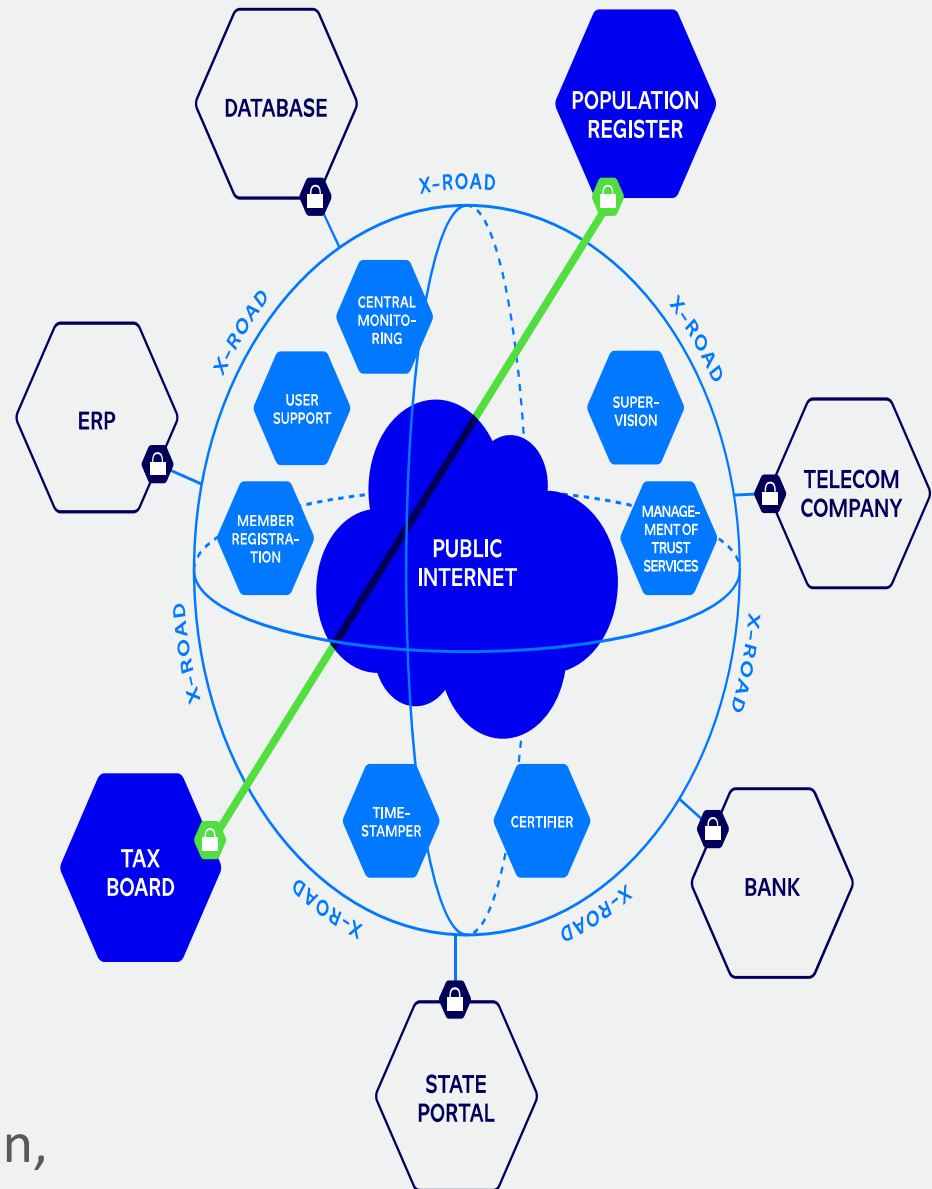 DATABASE
POPULATION
REGISTER
X-ROAD
X-ROAD
X-ROAD
CENTRAL
MONITO-
RING
USER
SUPPORT
SUPER-
VISION
ERP
TELECOM
COMPANY
MEMBER
REGISTRA-
TION
MANAGE-
MENT OF
TRUST
SERVICES
PUBLIC
INTERNET
X-ROAD
X-ROAD
TIME-
STAMPER
CERTIFIER
TAX
BOARD
BANK
X-ROAD
X-ROAD
STATE
PORTAL
n,